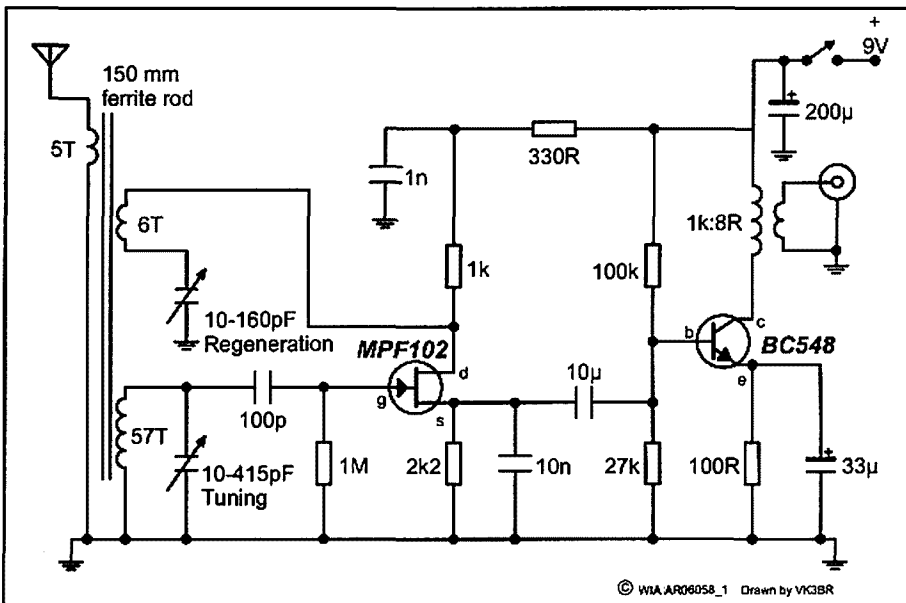 +
9V
150 mm
ferrite rod
200µ
5T
330R
1n
1k:8R
6T
1k
100k
10-160pF
Regeneration
MPF102
c
b
BC548
d
10µ
e
g
s
57T
100p
1M
2k2
10n
27k
100R
+
33µ
10-415pF
Tuning
+
© WIA AR06058_1 Drawn by VK3BR